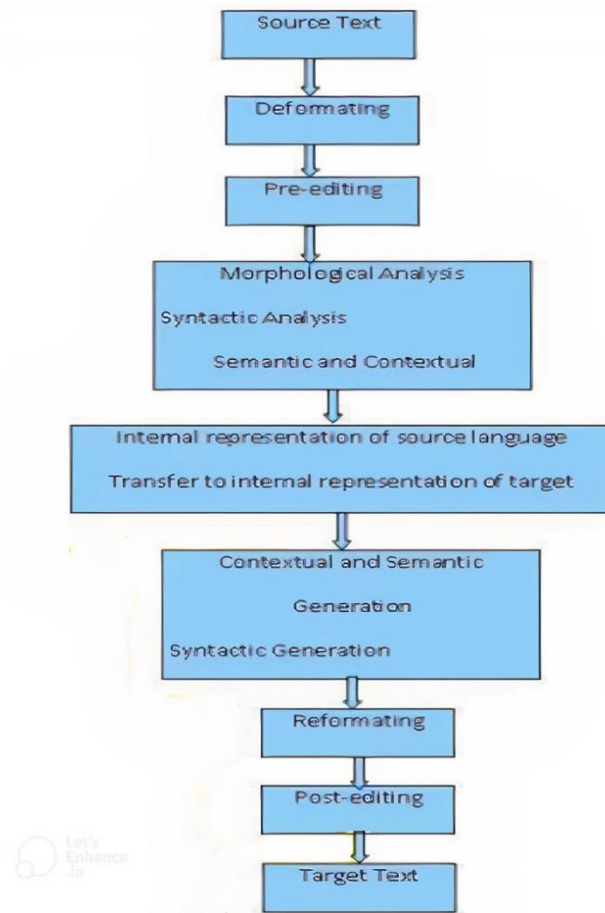 Source Text
Deformating
Pre-editing
Morphological Analysis
Syntactic Analysis
Semantic and Contextual
Internal representation of source language
Transfer to internal representation of target
Contextual and Semantic
Generation
Syntactic Generation
Reformating
Post-editing
Target Text
Let's
Enhance
.io